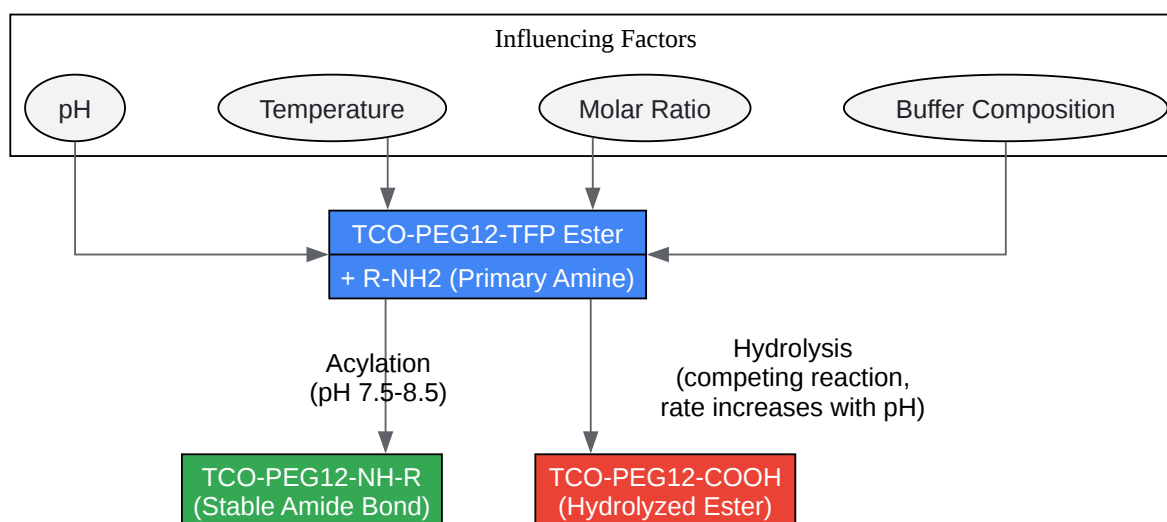 Influencing Factors
pH
Temperature
Molar Ratio
Buffer Composition
TCO-PEG12-TFP Ester
+ R-NH2 (Primary Amine)
Acylation
(pH 7.5-8.5)
Hydrolysis
(competing reaction,
rate increases with pH)
TCO-PEG12-NH-R
(Stable Amide Bond)
TCO-PEG12-COOH
(Hydrolyzed Ester)